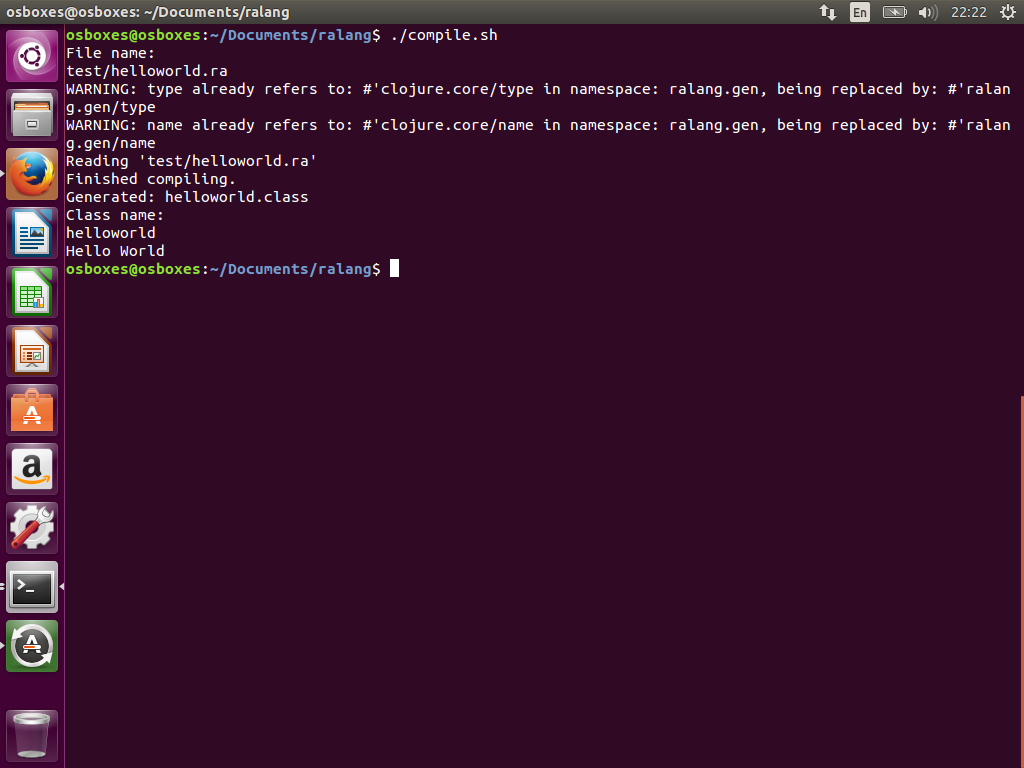 osboxes@osboxes: ~/Documents/ralang
En
22:22
osboxes@osboxes:~/Documents/ralang$ ./compile.sh
File name:
test/helloworld.ra
WARNING: type already refers to: #'clojure.core/type in namespace: ralang.gen, being replaced by: #'ralan
g.gen/type
WARNING: name already refers to: #'clojure.core/name in namespace: ralang.gen, being replaced by: #'ralan
g.gen/name
Reading 'test/helloworld.ra'
Finished compiling.
Generated: helloworld.class
Class name:
helloworld
Hello World
osboxes@osboxes:~/Documents/ralang$